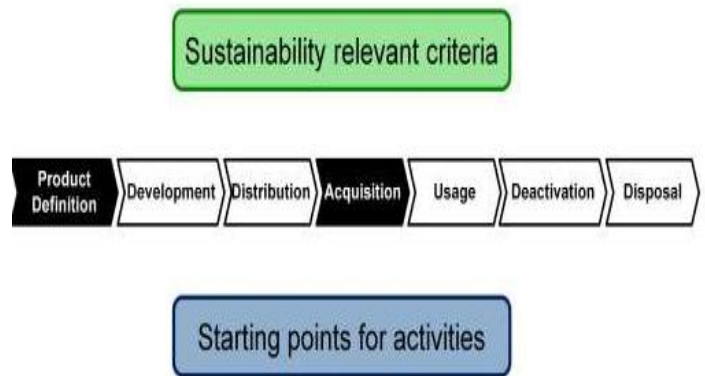 Sustainability relevant criteria
Product
Definition
Development
Distribution
Acquisition
Usage
Deactivation
Disposal
Starting points for activities